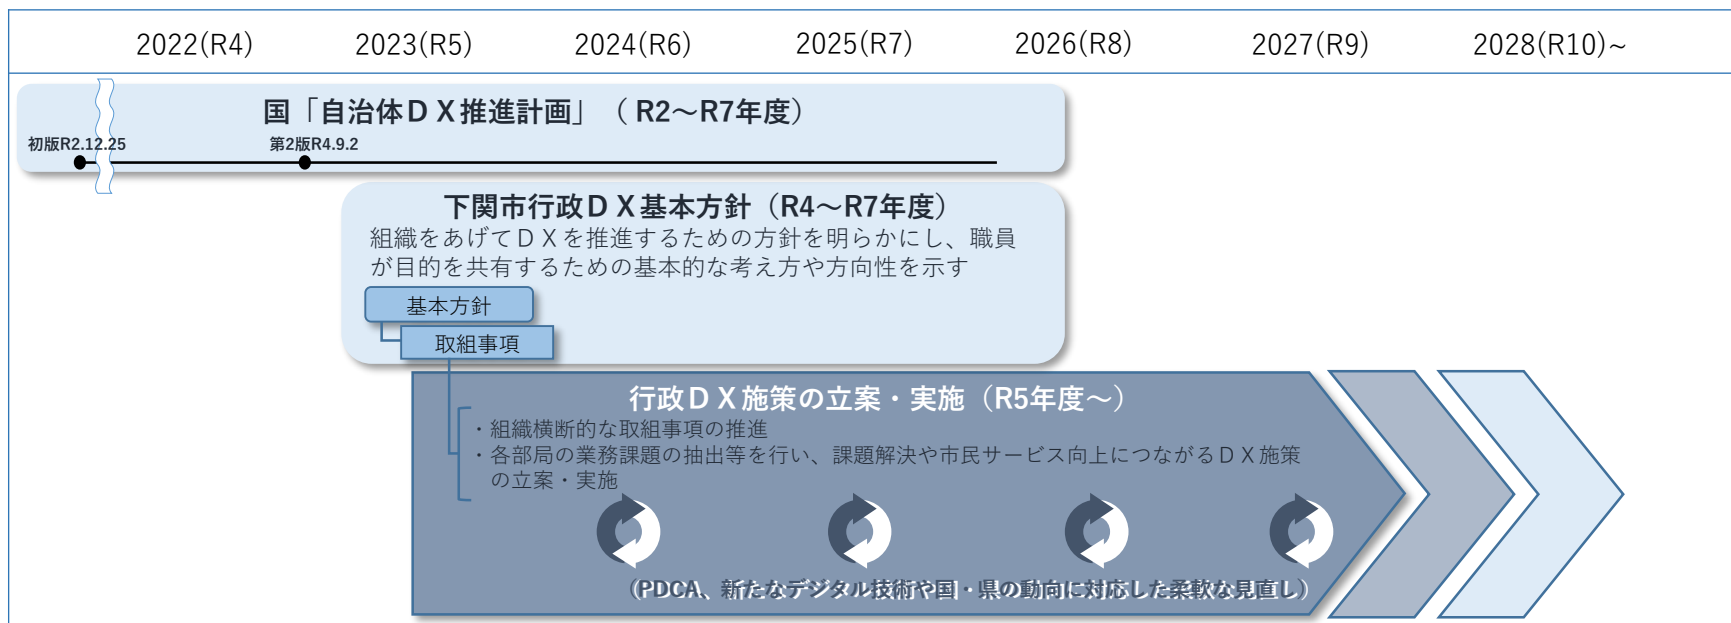 2022(R4) 2023(R5) 2024(R6) 2025(R7) 2026(R8) 2027(R9) 2028(R10)~
国「自治体ＤＸ推進計画」（ R2～R7年度）
初版R2.12.25 第2版R4.9.2
下関市行政ＤＸ基本方針（R4～R7年度）
組織をあげてＤＸを推進するための方針を明らかにし、職員
が目的を共有するための基本的な考え方や方向性を示す
基本方針
取組事項
行政ＤＸ施策の立案・実施（R5年度～）
・組織横断的な取組事項の推進
・各部局の業務課題の抽出等を行い、課題解決や市民サービス向上につながるＤＸ施策
の立案・実施
（PDCA、新たなデジタル技術や国・県の動向に対応した柔軟な見直し）